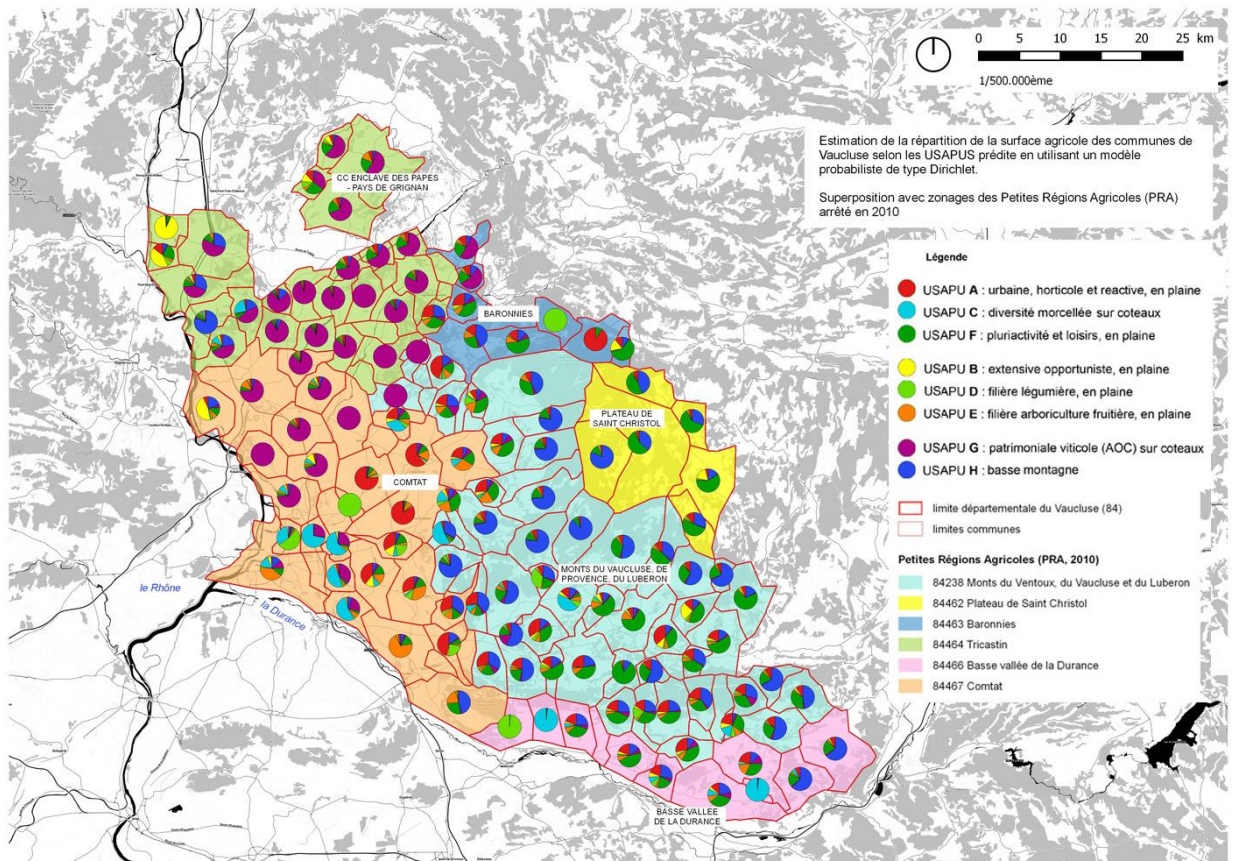 0 5 10 15 20 25 km
1/500.000ème
Estimation de la répartition de la surface agricole des communes de
Vaucluse selon les USAPUS prédite en utilisant un modèle
probabiliste de type Dirichlet.
Superposition avec zonages des Petites Régions Agricoles (PRA)
arrêté en 2010
CC ENCLAVE DES PAPES
- PAYS DE GRIGNAN
BARONNIES
PLATEAU DE
SAINT CHRISTOL
COMTAT
MONTS DU VAUCLUSE, DE
PROVENCE, DU LUBERON
le Rhône
la Durance
BASSE VALLEE
DE LA DURANCE
Légende
USAPU A : urbaine, horticole et reactive, en plaine
USAPU C : diversité morcellée sur coteaux
USAPU F : pluriactivité et loisirs, en plaine
USAPU B : extensive opportuniste, en plaine
USAPU D : filière légumière, en plaine
USAPU E : filière arboriculture fruitière, en plaine
USAPU G : patrimoniale viticole (AOC) sur coteaux
USAPU H : basse montagne
limite départementale du Vaucluse (84)
limites communes
Petites Régions Agricoles (PRA, 2010)
84238 Monts du Ventoux, du Vaucluse et du Luberon
84462 Plateau de Saint Christol
84463 Baronnies
84464 Tricastin
84466 Basse vallée de la Durance
84467 Comtat